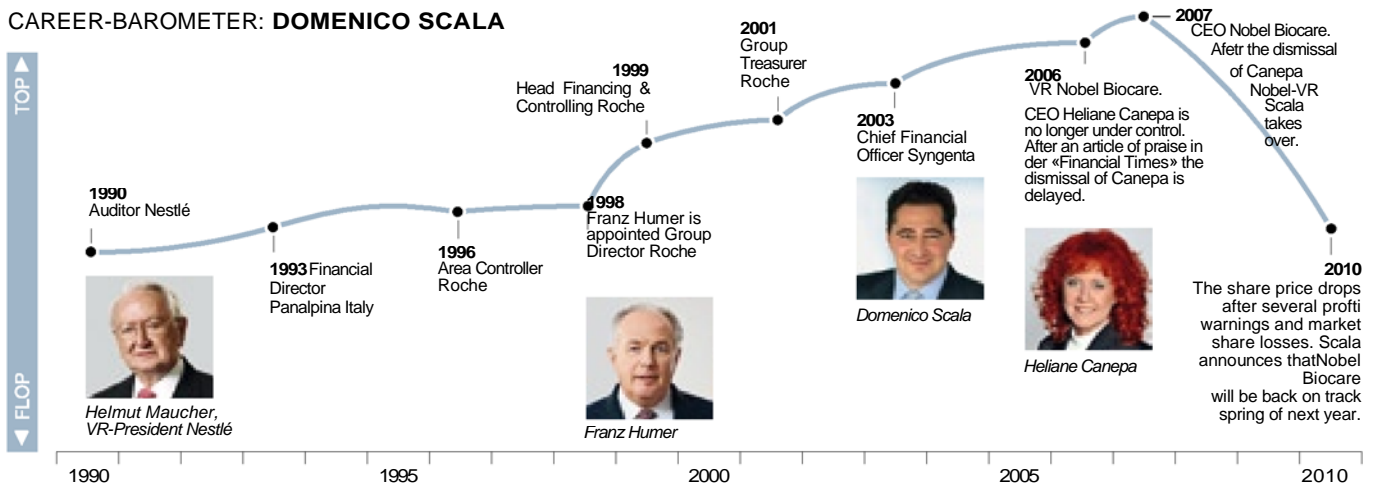 CAREER-BAROMETER: DOMENICO SCALA
TOP
FLOP
1990
Auditor Nestlé
Helmut Maucher,
VR-President Nestlé
1993 Financial
Director
Panalpina Italy
1996
Area Controller
Roche
1998
Franz Humer is
appointed Group
Director Roche
Franz Humer
1999
Head Financing &
Controlling Roche
2001
Group
Treasurer
Roche
2003
Chief Financial
Officer Syngenta
Domenico Scala
2006
VR Nobel Biocare.
CEO Heliane Canepa is
no longer under control.
After an article of praise in
der «Financial Times» the
dismissal of Canepa is
delayed.
Heliane Canepa
2007
CEO Nobel Biocare.
Afetr the dismissal
of Canepa
Nobel-VR
Scala
takes
over.
2010
The share price drops
after several profti
warnings and market
share losses. Scala
announces thatNobel
Biocare
will be back on track
spring of next year.
1990
1995
2000
2005
2010